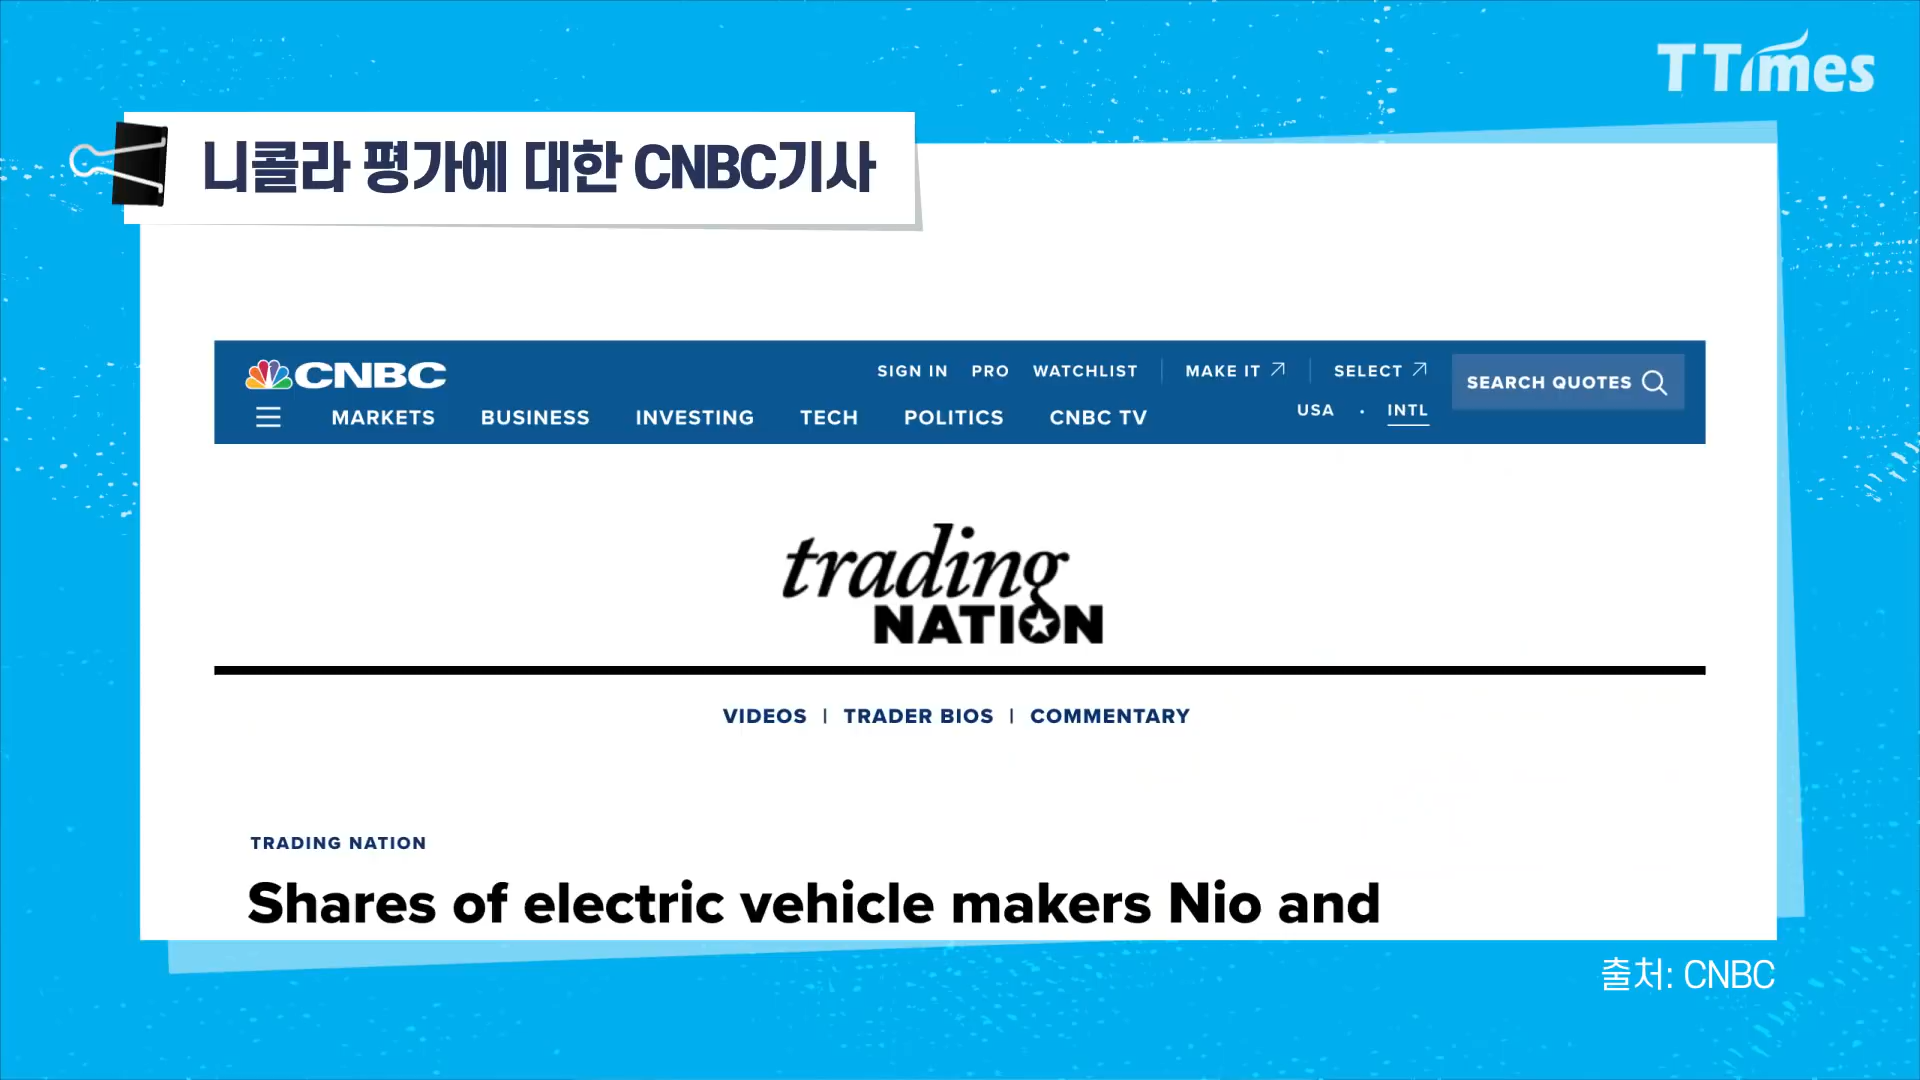 TTimes
니콜라 평가에 대한 CNBC기사
CNBC
SIGN IN PRO WATCHLIST MAKE IT SELECT
SEARCH QUOTES
MARKETS BUSINESS INVESTING TECH POLITICS CNBC TV
USA · INTL
trading
NATION
VIDEOS | TRADER BIOS | COMMENTARY
TRADING NATION
Shares of electric vehicle makers Nio and
출처: CNBC